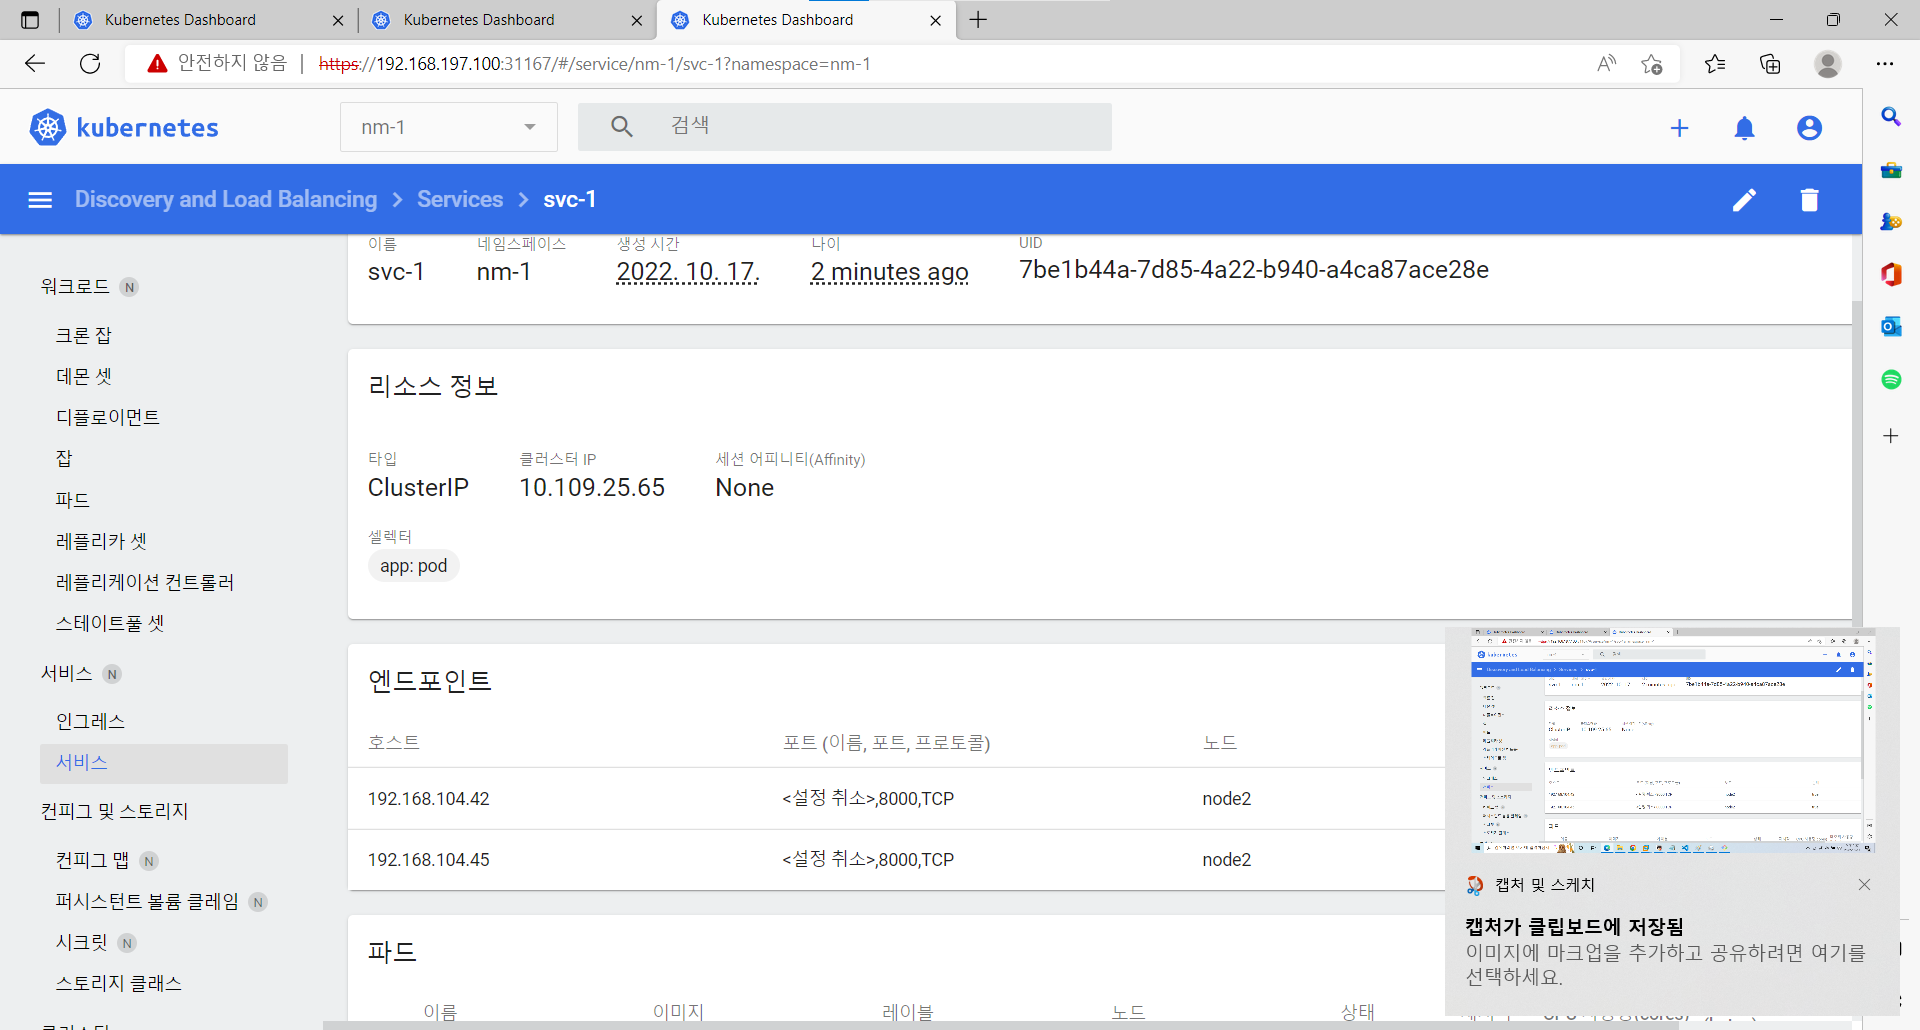 Kubernetes Dashboard
Kubernetes Dashboard
Kubernetes Dashboard
안전하지 않음 https://192.168.197.100:31167/#/service/nm-1/svc-1?namespace=nm-1
kubernetes
nm-1
검색
Discovery and Load Balancing > Services > svc-1
이름 네임스페이스 생성 시간 나이 UID
svc-1 nm-1 2022. 10. 17. 2 minutes ago 7be1b44a-7d85-4a22-b940-a4ca87ace28e
워크로드 N
크론 잡
데몬 셋
디플로이먼트
잡
파드
레플리카 셋
레플리케이션 컨트롤러
스테이트풀 셋
서비스 N
인그레스
서비스
컨피그 및 스토리지
컨피그 맵 N
퍼시스턴트 볼륨 클레임 N
시크릿 N
스토리지 클래스
리소스 정보
타입 클러스터 IP 세션 어피니티(Affinity)
ClusterIP 10.109.25.65 None
셀렉터
app: pod
엔드포인트
호스트 포트 (이름, 포트, 프로토콜) 노드
192.168.104.42 <설정 취소>,8000,TCP node2
192.168.104.45 <설정 취소>,8000,TCP node2
파드
이름 이미지 레이블 노드 상태
캡처 및 스케치
캡처가 클립보드에 저장됨
이미지에 마크업을 추가하고 공유하려면 여기를
선택하세요.